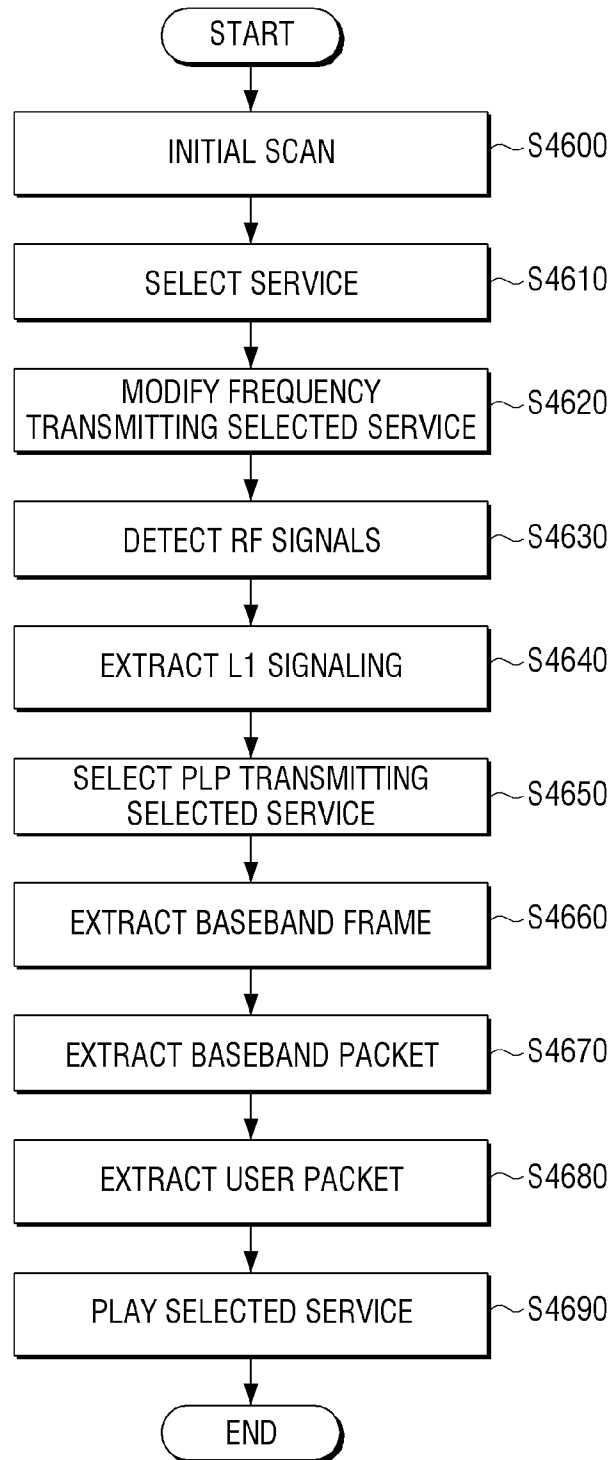 START
INITIAL SCAN
S4600
SELECT SERVICE
S4610
MODIFY FREQUENCY
TRANSMITTING SELECTED SERVICE
S4620
DETECT RF SIGNALS
S4630
EXTRACT L1 SIGNALING
S4640
SELECT PLP TRANSMITTING
SELECTED SERVICE
S4650
EXTRACT BASEBAND FRAME
S4660
EXTRACT BASEBAND PACKET
S4670
EXTRACT USER PACKET
S4680
PLAY SELECTED SERVICE
S4690
END